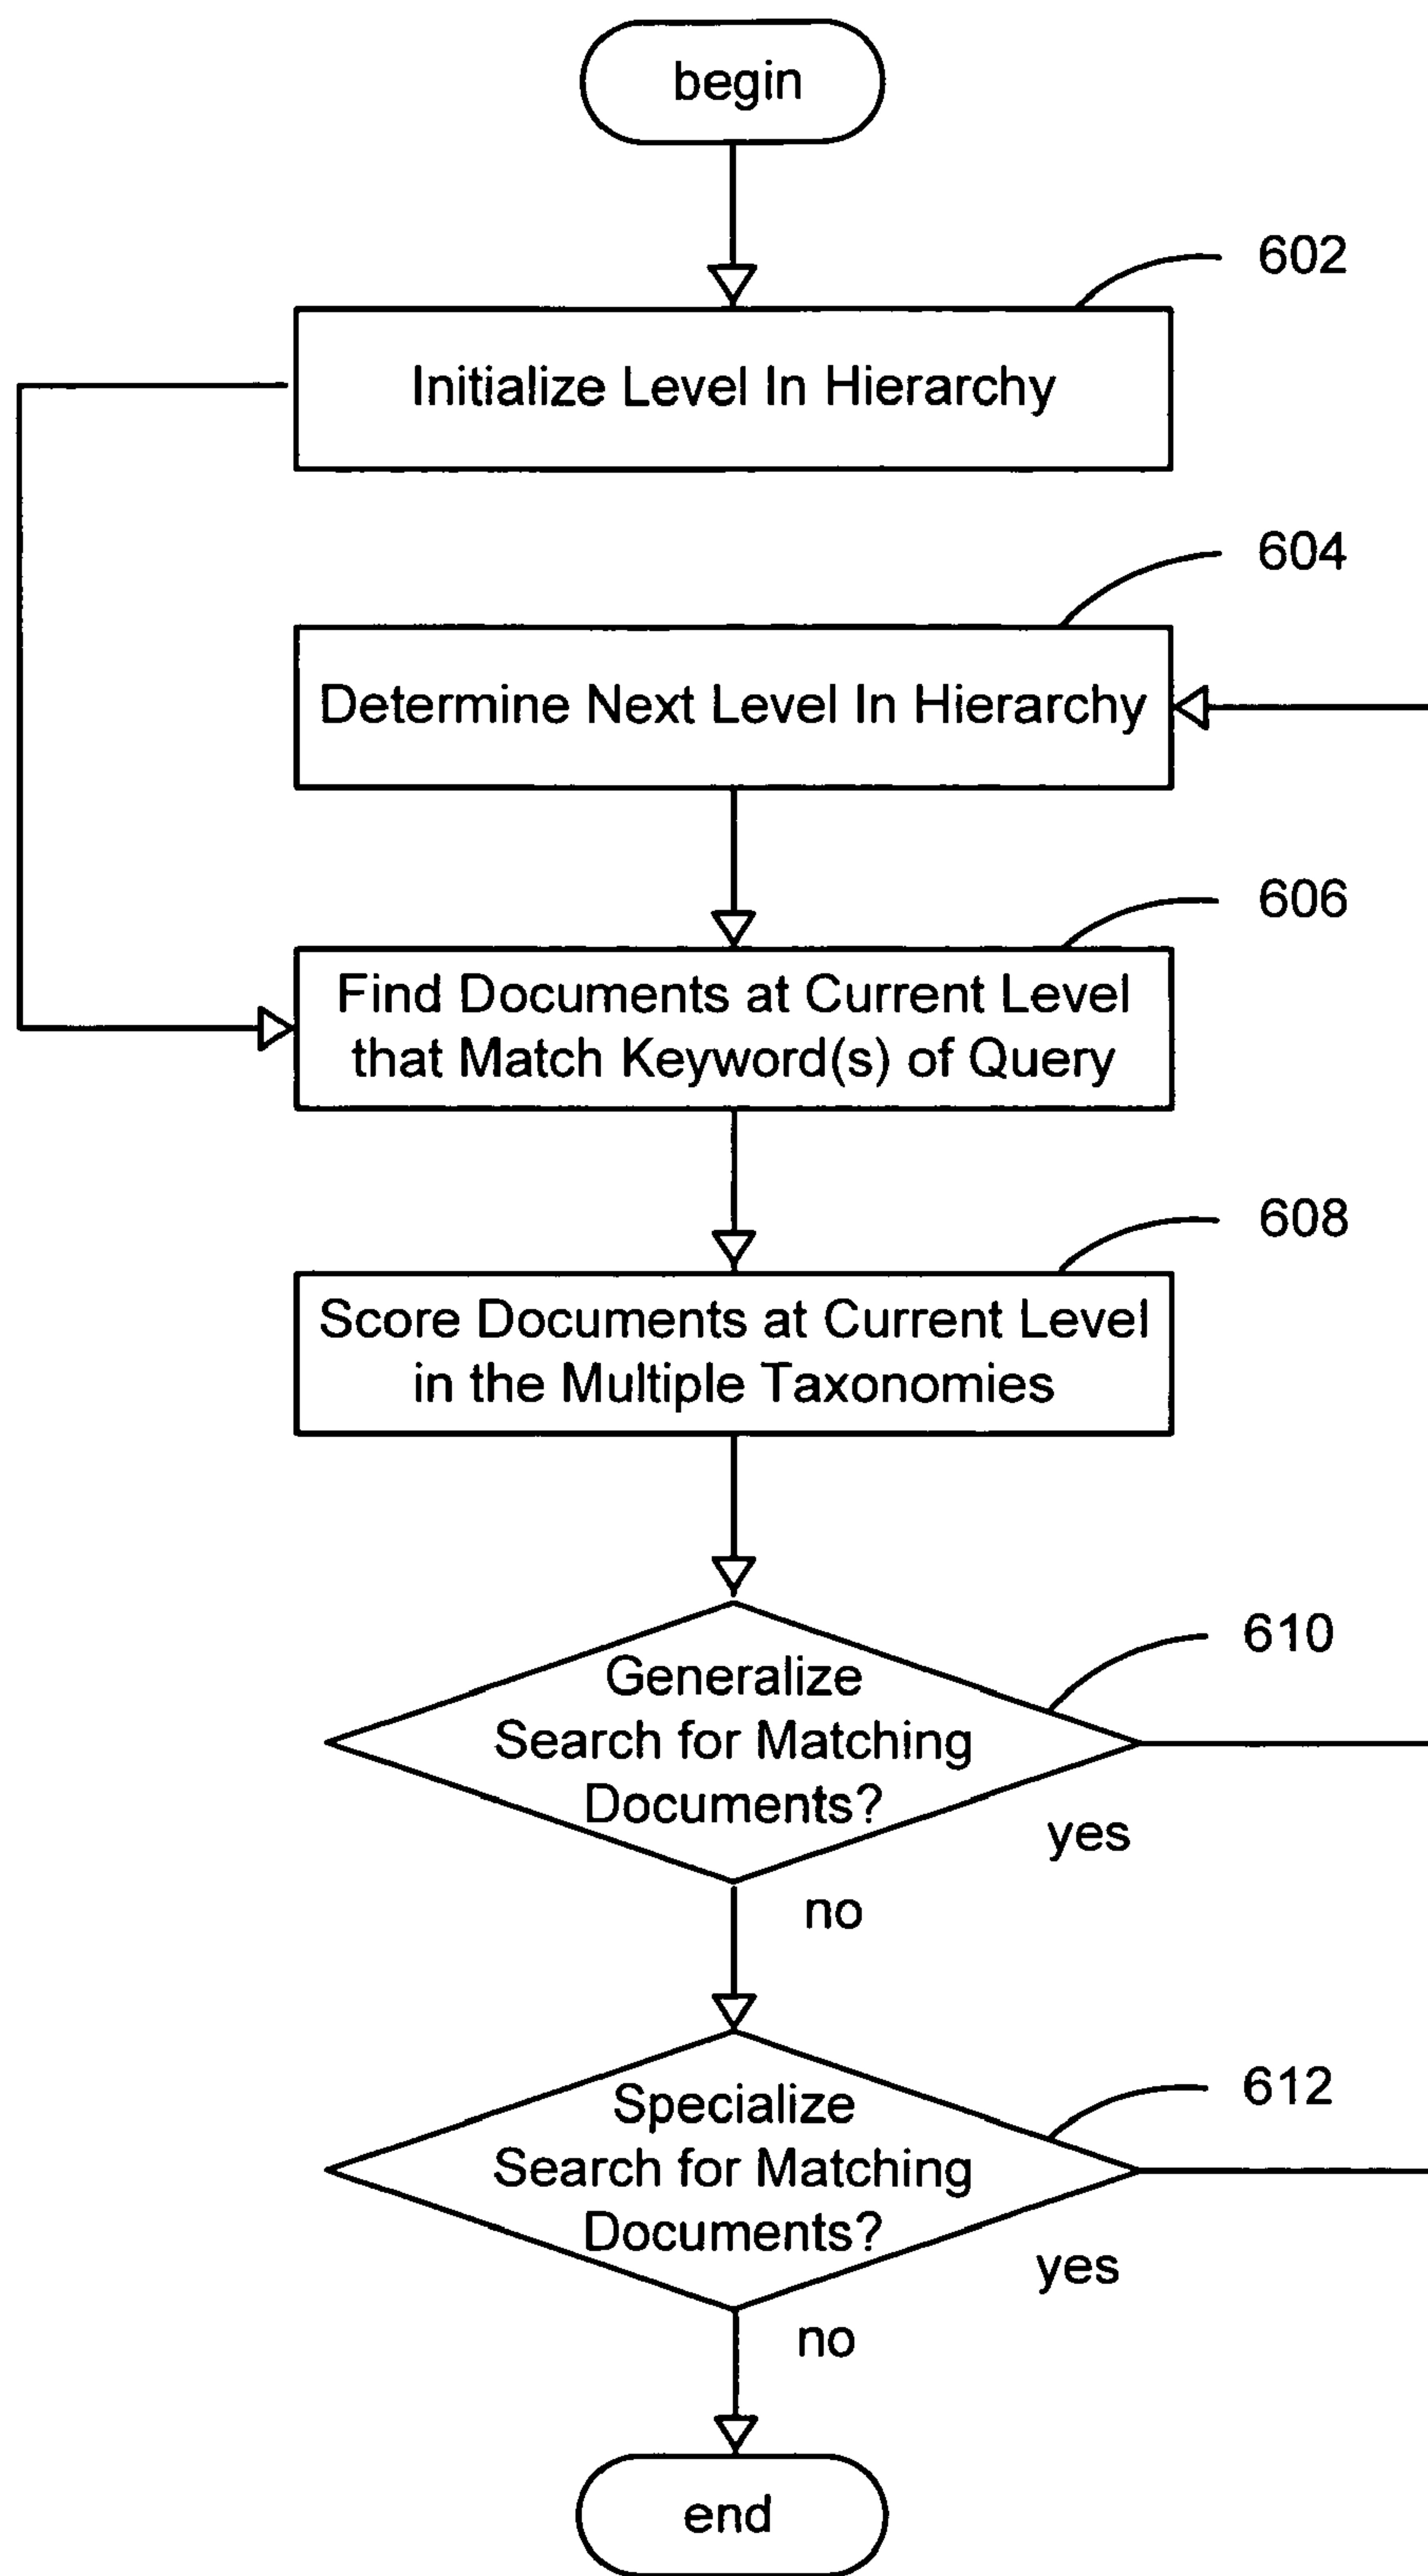 begin
602
Initialize Level In Hierarchy
604
Determine Next Level In Hierarchy
606
Find Documents at Current Level
that Match Keyword(s) of Query
608
Score Documents at Current Level
in the Multiple Taxonomies
610
Generalize
Search for Matching
Documents?
yes
no
612
Specialize
Search for Matching
Documents?
yes
no
end